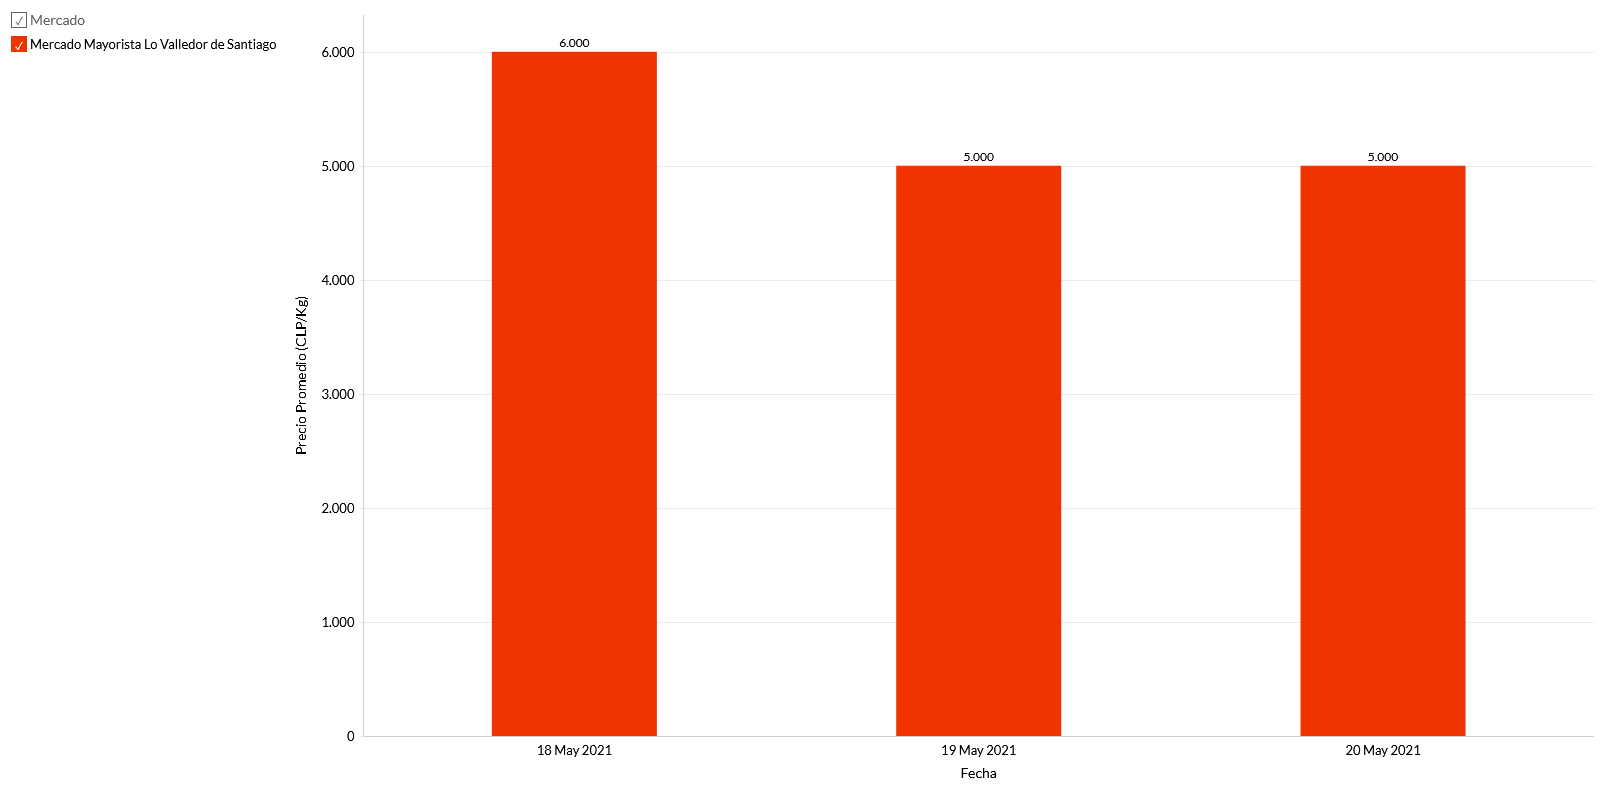 Mercado
Mercado Mayorista Lo Valledor de Santiago
Precio Promedio (CLP/Kg)
6.000
5.000
4.000
3.000
2.000
1.000
0
6.000
5.000
5.000
18 May 2021
19 May 2021
20 May 2021
Fecha